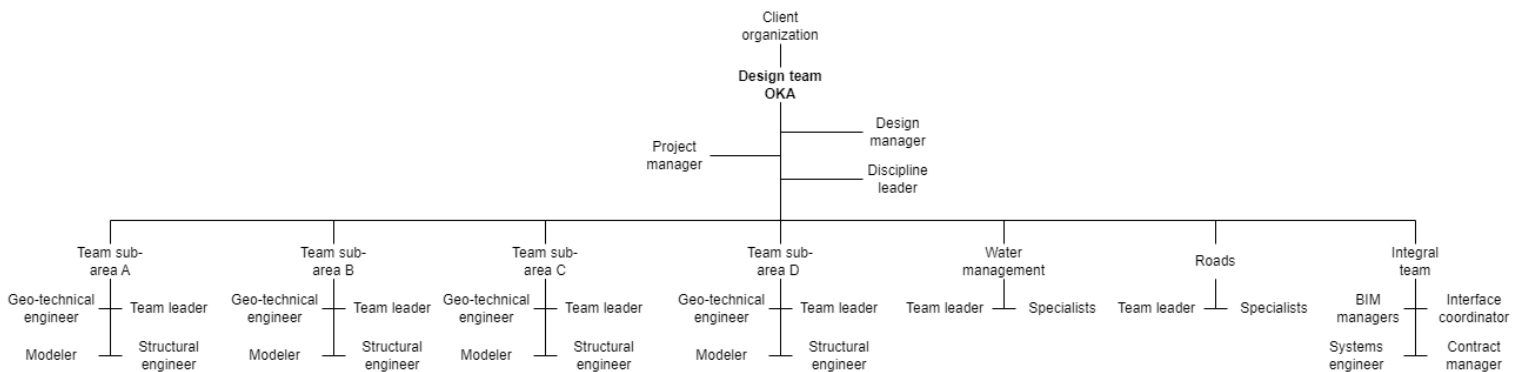 Client
organization
Design team
OKA
Design
manager
Project
manager
Discipline
leader
Team sub-
area A
Team sub-
area B
Team sub-
area C
Team sub-
area D
Water
management
Roads
Integral
team
Geo-technical
engineer
Team leader
Geo-technical
engineer
Team leader
Geo-technical
engineer
Team leader
Geo-technical
engineer
Team leader
Team leader
Specialists
Team leader
Specialists
BIM
managers
Interface
coordinator
Modeler
Structural
engineer
Modeler
Structural
engineer
Modeler
Structural
engineer
Modeler
Structural
engineer
Systems
engineer
Contract
manager